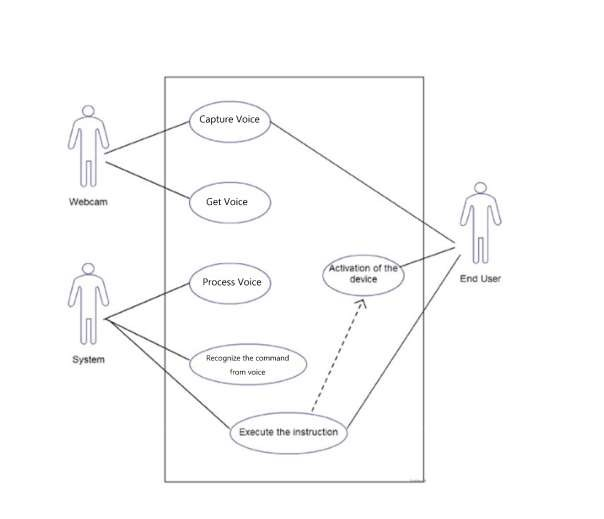 Capture Voice
Webcam
Get Voice
Activation of the
device
End User
Process Voice
System
Recognize the command
from voice
Execute the instruction